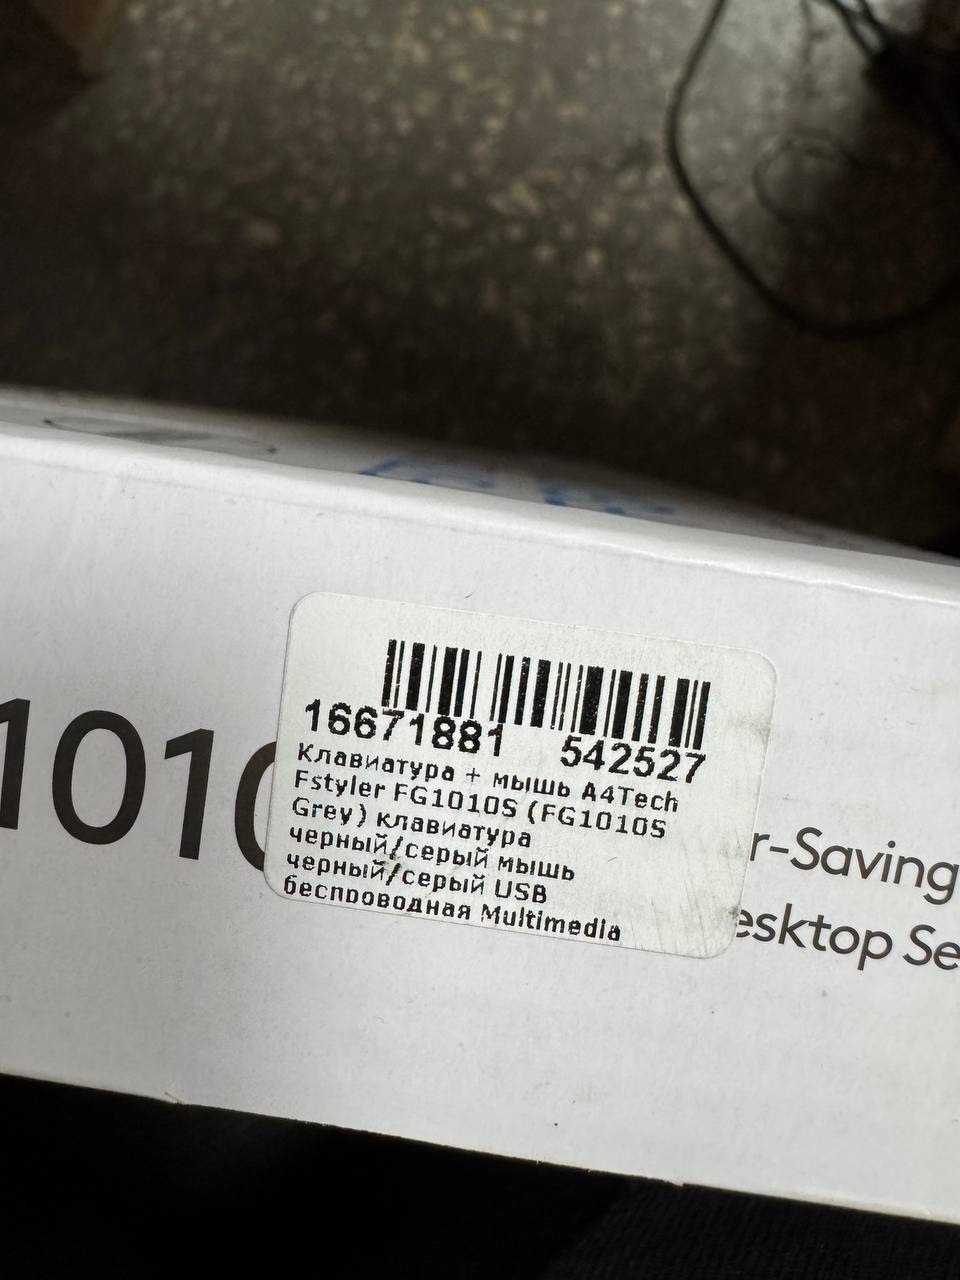 16671881 542527
Клавиатура + мышь A4Tech
Fstyler FG1010S (FG1010S
Grey) клавиатура
черный/серый мышь
черный/серый USB
беспроводная Multimedia
1010
r-Saving
esktop Se